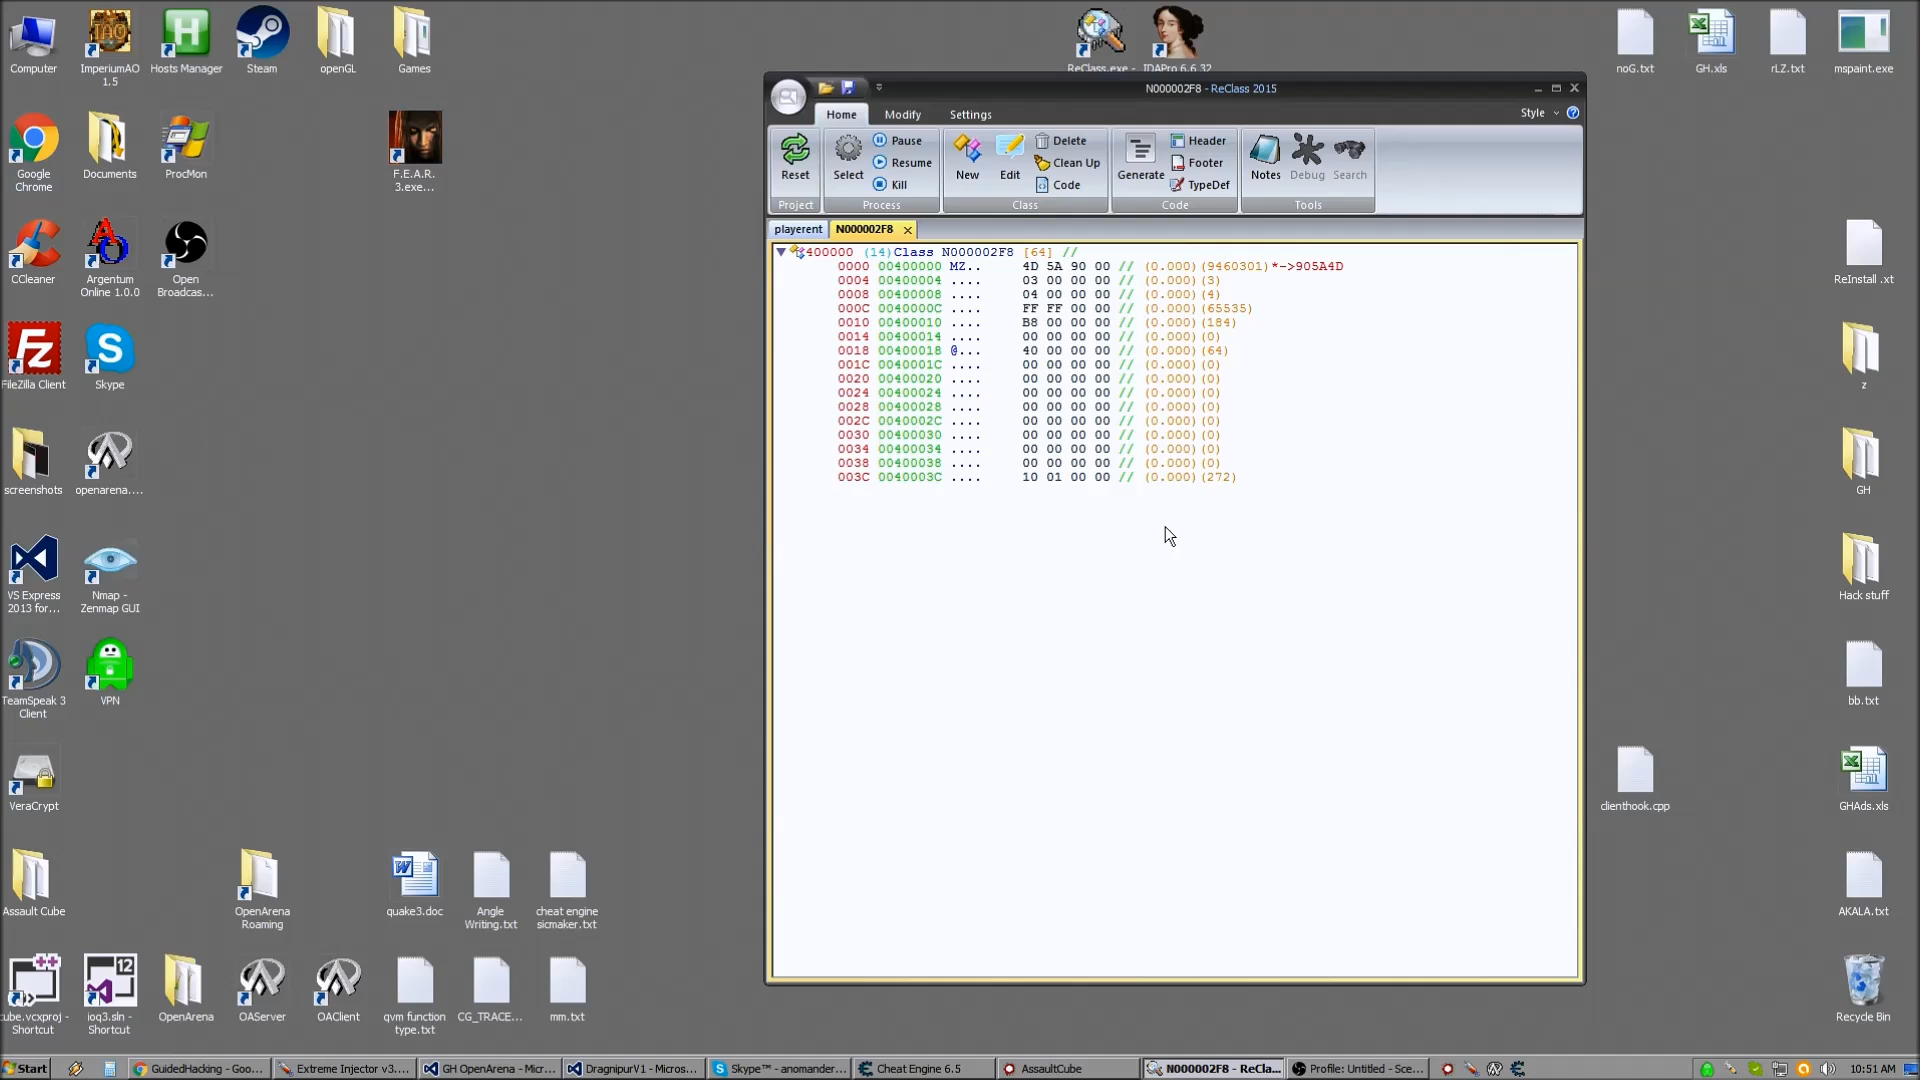 Computer
ImperiumAO
1.5
Hosts Manager
Steam
openGL
Games
ReClass.exe -
IDAPro 6.6.32
noG.txt
GH.xls
rLZ.txt
mspaint.exe
Google
Chrome
Documents
ProcMon
F.E.A.R.
3.exe...
CCleaner
Argentum
Online 1.0.0
Open
Broadcas...
ReInstall .xt
FileZilla Client
Skype
z
screenshots
openarena....
GH
VS Express
2013 for...
Nmap -
Zenmap GUI
Hack stuff
TeamSpeak 3
Client
VPN
bb.txt
VeraCrypt
clienthook.cpp
GHAds.xls
Assault Cube
OpenArena
Roaming
quake3.doc
Angle
Writing.txt
cheat engine
sicmaker.txt
AKALA.txt
cube.vcxproj -
Shortcut
ioq3.sln -
Shortcut
OpenArena
OAServer
OAClient
qvm function
type.txt
CG_TRACE...
mm.txt
Recycle Bin
N000002F8 - ReClass 2015
Home Modify Settings
Style
Reset
Project
Select
Pause
Resume
Kill
Process
New
Edit
Delete
Clean Up
Code
Class
Generate
Header
Footer
TypeDef
Code
Notes
Debug
Search
Tools
playerent N000002F8
400000 (14)Class N000002F8 [64] //
0000 00400000 MZ.. 4D 5A 90 00 // (0.000)(9460301)*->905A4D
0004 00400004 .... 03 00 00 00 // (0.000)(3)
0008 00400008 .... 04 00 00 00 // (0.000)(4)
000C 0040000C .... FF FF 00 00 // (0.000)(65535)
0010 00400010 .... B8 00 00 00 // (0.000)(184)
0014 00400014 .... 00 00 00 00 // (0.000)(0)
0018 00400018 @... 40 00 00 00 // (0.000)(64)
001C 0040001C .... 00 00 00 00 // (0.000)(0)
0020 00400020 .... 00 00 00 00 // (0.000)(0)
0024 00400024 .... 00 00 00 00 // (0.000)(0)
0028 00400028 .... 00 00 00 00 // (0.000)(0)
002C 0040002C .... 00 00 00 00 // (0.000)(0)
0030 00400030 .... 00 00 00 00 // (0.000)(0)
0034 00400034 .... 00 00 00 00 // (0.000)(0)
0038 00400038 .... 00 00 00 00 // (0.000)(0)
003C 0040003C .... 10 01 00 00 // (0.000)(272)
Start
GuidedHacking - Goo...
Extreme Injector v3....
GH OpenArena - Micr...
DragnipurV1 - Micros...
Skype™ - anomander...
Cheat Engine 6.5
AssaultCube
N000002F8 - ReCla...
Profile: Untitled - Sce...
10:51 AM